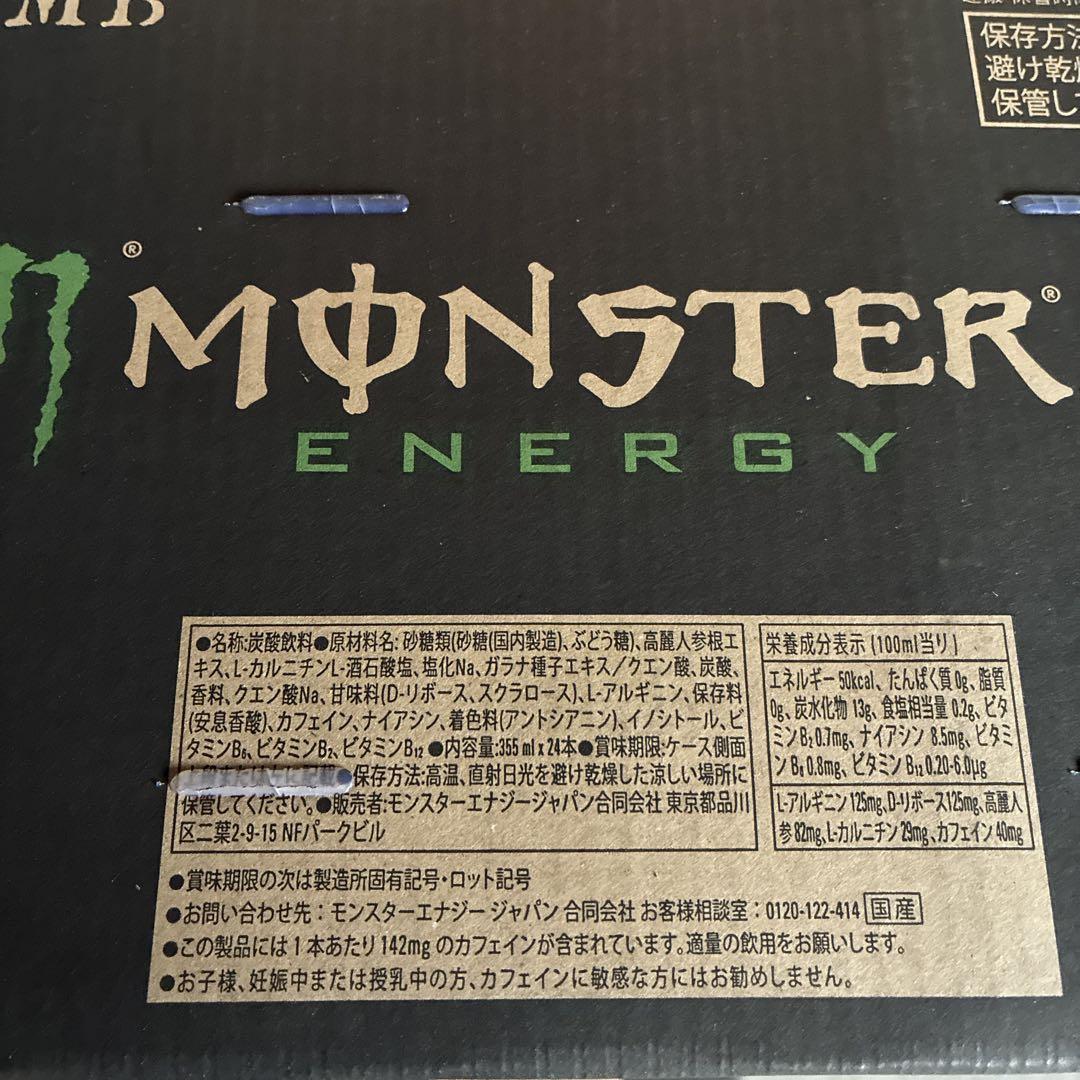 保存方
避け乾
保管し
MONSTER
ENERGY
●名称:炭酸飲料●原材料名: 砂糖類(砂糖(国内製造)、ぶどう糖)、高麗人参根エ
キス、L-カルニチンL-酒石酸塩、塩化Na、ガラナ種子エキス／クエン酸、炭酸、
香料、クエン酸Na、甘味料(D-リボース、スクラロース)、L-アルギニン、保存料
(安息香酸)、カフェイン、ナイアシン、着色料(アントシアニン)、イノシトール、ビ
タミンB₆、ビタミンB₂、ビタミンB₁₂ ●内容量:355 ml x 24本●賞味期限:ケース側面
保存方法:高温、直射日光を避け乾燥した涼しい場所に
保管してください。●販売者:モンスターエナジージャパン合同会社 東京都品川
区二葉2-9-15 NFパークビル
栄養成分表示 (100ml当り)
エネルギー 50kcal、たんぱく質 0g、脂質
0g、炭水化物 13g、食塩相当量 0.2g、ビタ
ミンB₂ 0.7mg、ナイアシン 8.5mg、ビタミ
ン B₆ 0.8mg、ビタミン B₁₂ 0.20-6.0μg
L-アルギニン 125mg、D-リボース125mg、高麗人
参 82mg、L-カルニチン 29mg、カフェイン 40mg
●賞味期限の次は製造所固有記号・ロット記号
●お問い合わせ先：モンスターエナジー ジャパン 合同会社 お客様相談室：0120-122-414 国産
●この製品には1本あたり142mg のカフェインが含まれています。適量の飲用をお願いします。
●お子様、妊娠中または授乳中の方、カフェインに敏感な方にはお勧めしません。